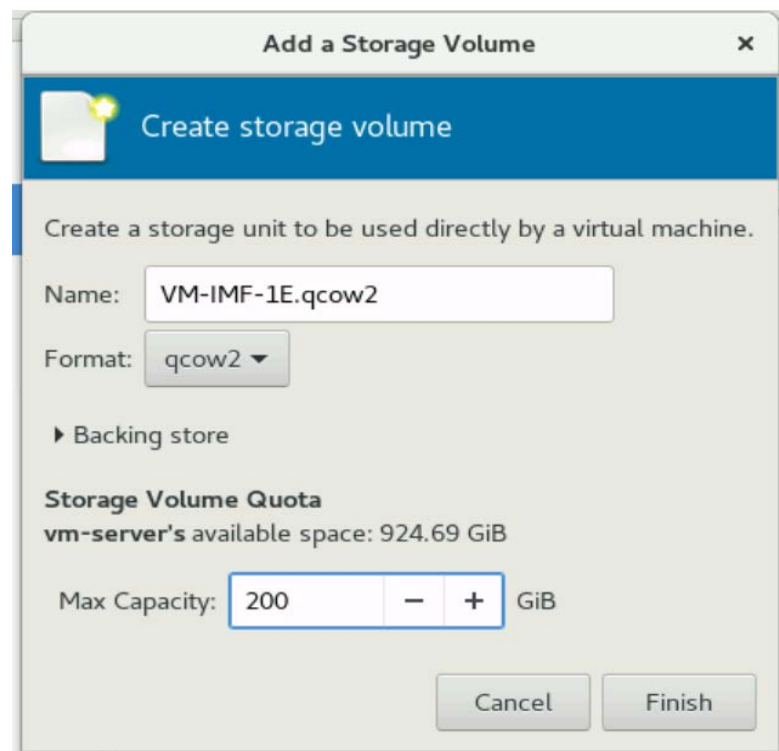 Add a Storage Volume ×
Create storage volume
Create a storage unit to be used directly by a virtual machine.
Name: VM-IMF-1E.qcow2
Format: qcow2
Backing store
Storage Volume Quota
vm-server's available space: 924.69 GiB
Max Capacity: 200 − + GiB
Cancel Finish